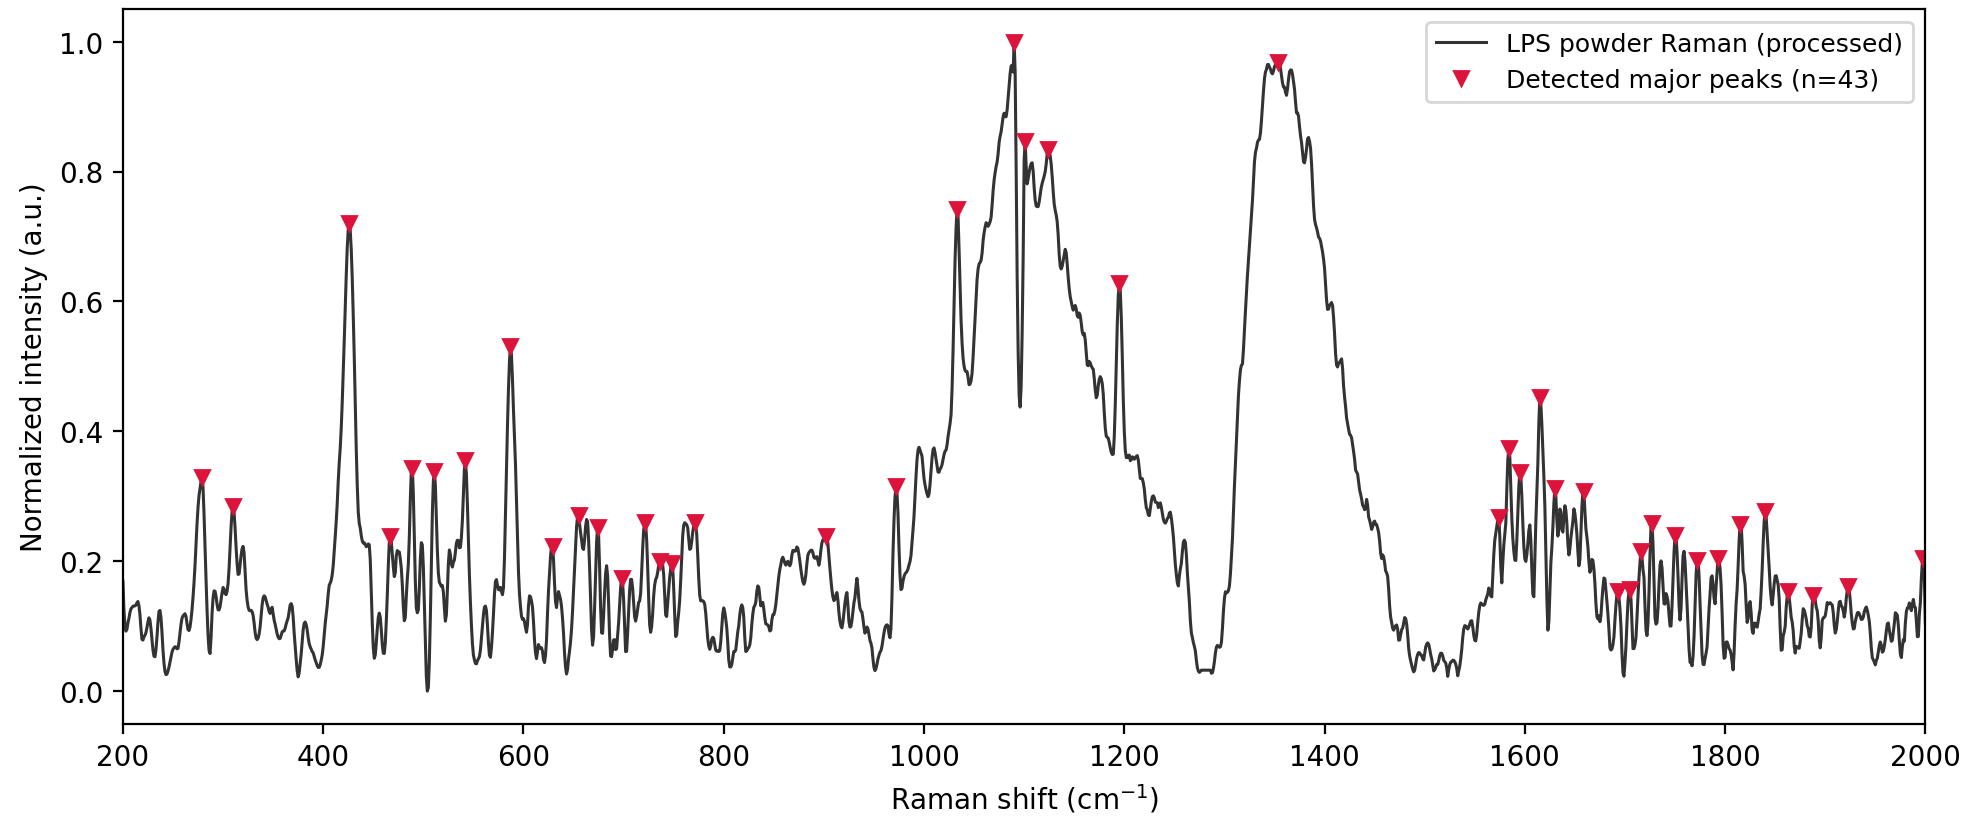 LPS powder Raman (processed)
Detected major peaks (n=43)
Normalized intensity (a.u.)
1.0
0.8
0.6
0.4
0.2
0.0
200 400 600 800 1000 1200 1400 1600 1800 2000
Raman shift (cm⁻¹)